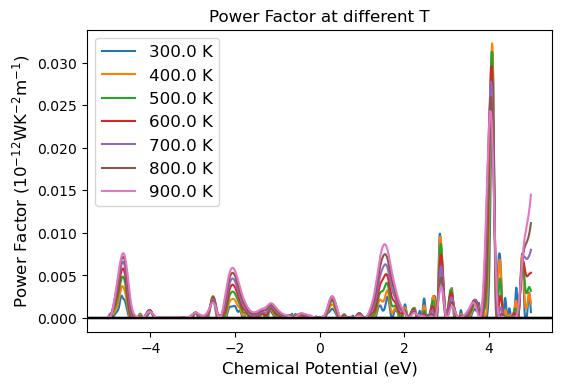 Power Factor at different T
300.0 K
400.0 K
500.0 K
600.0 K
700.0 K
800.0 K
900.0 K
Power Factor (10⁻¹²WK⁻²m⁻¹)
0.030
0.025
0.020
0.015
0.010
0.005
0.000
−4 −2 0 2 4
Chemical Potential (eV)